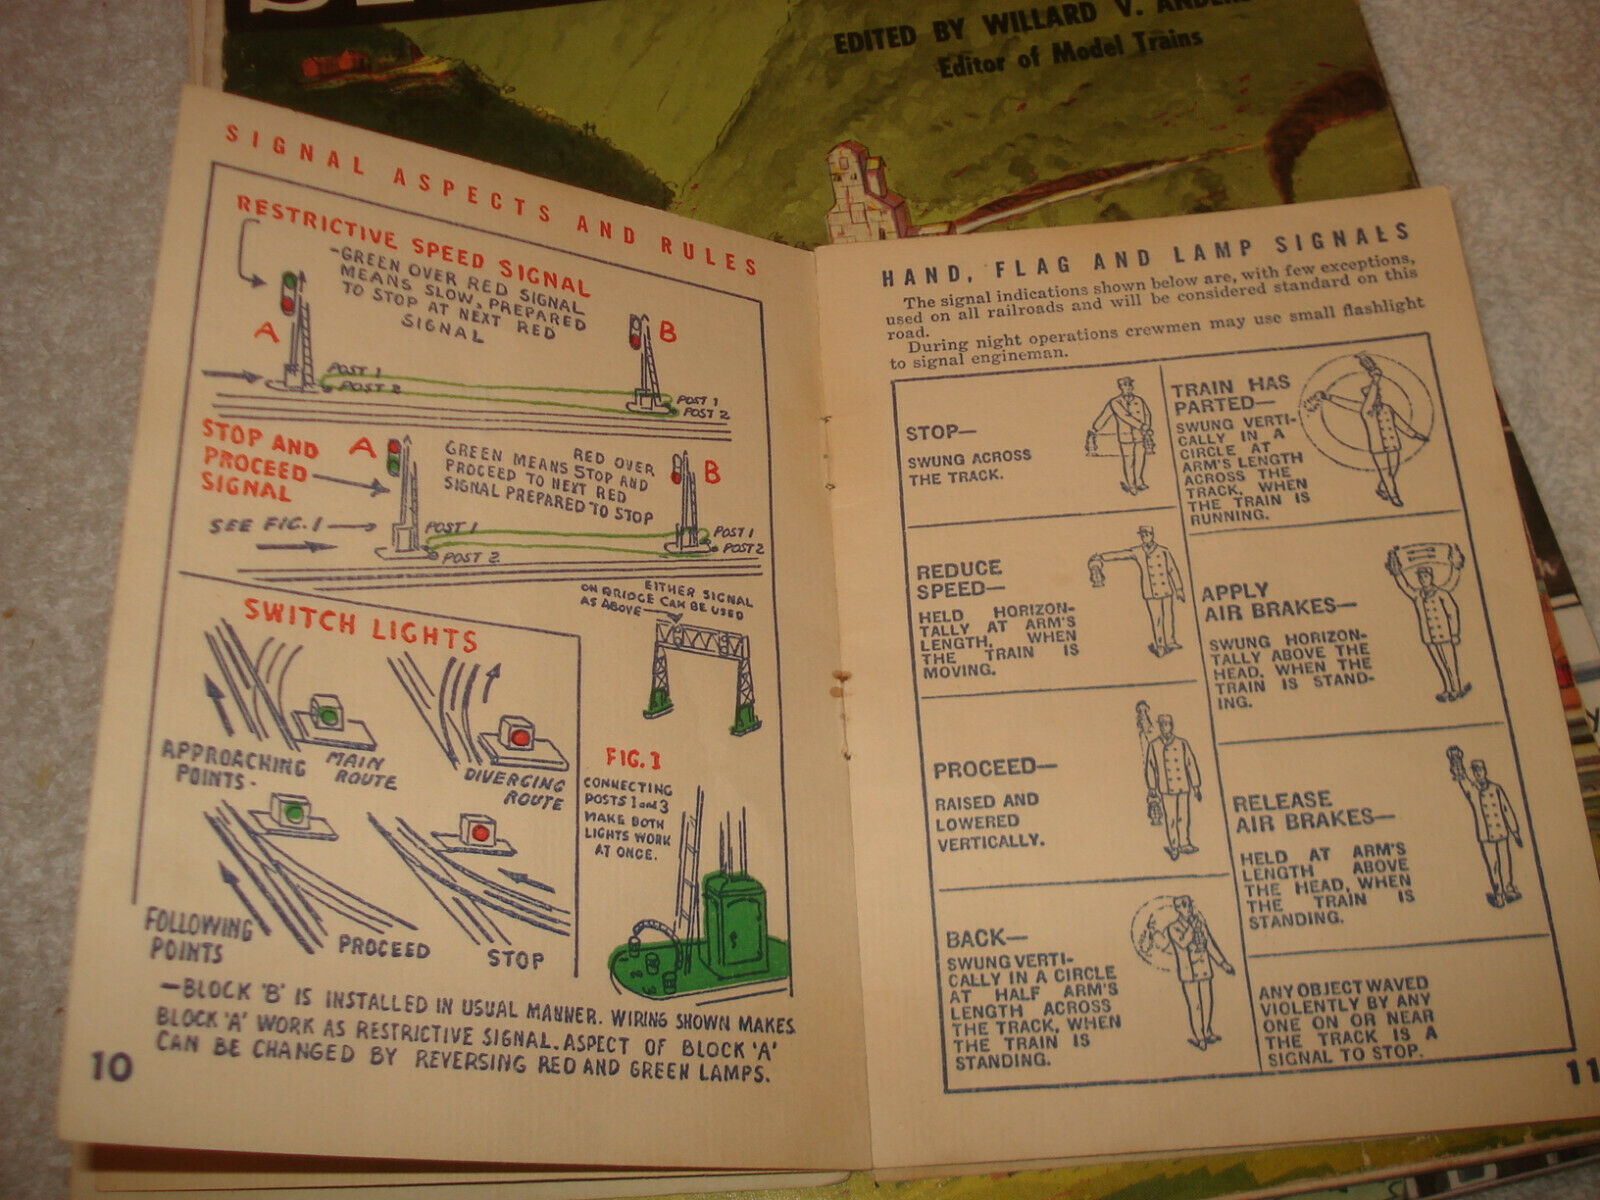 EDITED BY WILLARD V.
Editor of Model Trains
SIGNAL ASPECTS AND RULES
RESTRICTIVE SPEED SIGNAL
-GREEN OVER RED SIGNAL
MEANS SLOW, PREPARED
TO STOP AT NEXT RED
SIGNAL
A
B
POST 1
POST 2
POST 1
POST 2
STOP AND
PROCEED
SIGNAL
A
RED OVER
GREEN MEANS STOP AND
PROCEED TO NEXT RED
SIGNAL PREPARED TO STOP
B
SEE FIG. 1
POST 1
POST 2
POST 1
POST 2
EITHER SIGNAL
ON BRIDGE CAN BE USED
AS ABOVE
SWITCH LIGHTS
APPROACHING
POINTS-
MAIN
ROUTE
DIVERGING
ROUTE
FOLLOWING
POINTS
PROCEED
STOP
FIG. 1
CONNECTING
POSTS 1 and 3
MAKE BOTH
LIGHTS WORK
AT ONCE.
1
2
3
—BLOCK 'B' IS INSTALLED IN USUAL MANNER. WIRING SHOWN MAKES
BLOCK 'A' WORK AS RESTRICTIVE SIGNAL. ASPECT OF BLOCK 'A'
CAN BE CHANGED BY REVERSING RED AND GREEN LAMPS.
10
HAND, FLAG AND LAMP SIGNALS
The signal indications shown below are, with few exceptions,
used on all railroads and will be considered standard on this
road.
During night operations crewmen may use small flashlight
to signal engineman.
STOP—
SWUNG ACROSS
THE TRACK.
REDUCE
SPEED—
HELD HORIZON-
TALLY AT ARM'S
LENGTH, WHEN
THE TRAIN IS
MOVING.
PROCEED—
RAISED AND
LOWERED
VERTICALLY.
BACK—
SWUNG VERTI-
CALLY IN A CIRCLE
AT HALF ARM'S
LENGTH ACROSS
THE TRACK, WHEN
THE TRAIN IS
STANDING.
TRAIN HAS
PARTED—
SWUNG VERTI-
CALLY IN A
CIRCLE AT
ARM'S LENGTH
ACROSS THE
TRACK, WHEN
THE TRAIN IS
RUNNING.
APPLY
AIR BRAKES—
SWUNG HORIZON-
TALLY ABOVE THE
HEAD, WHEN THE
TRAIN IS STAND-
ING.
RELEASE
AIR BRAKES—
HELD AT ARM'S
LENGTH ABOVE
THE HEAD, WHEN
THE TRAIN IS
STANDING.
ANY OBJECT WAVED
VIOLENTLY BY ANY
ONE ON OR NEAR
THE TRACK IS A
SIGNAL TO STOP.
11